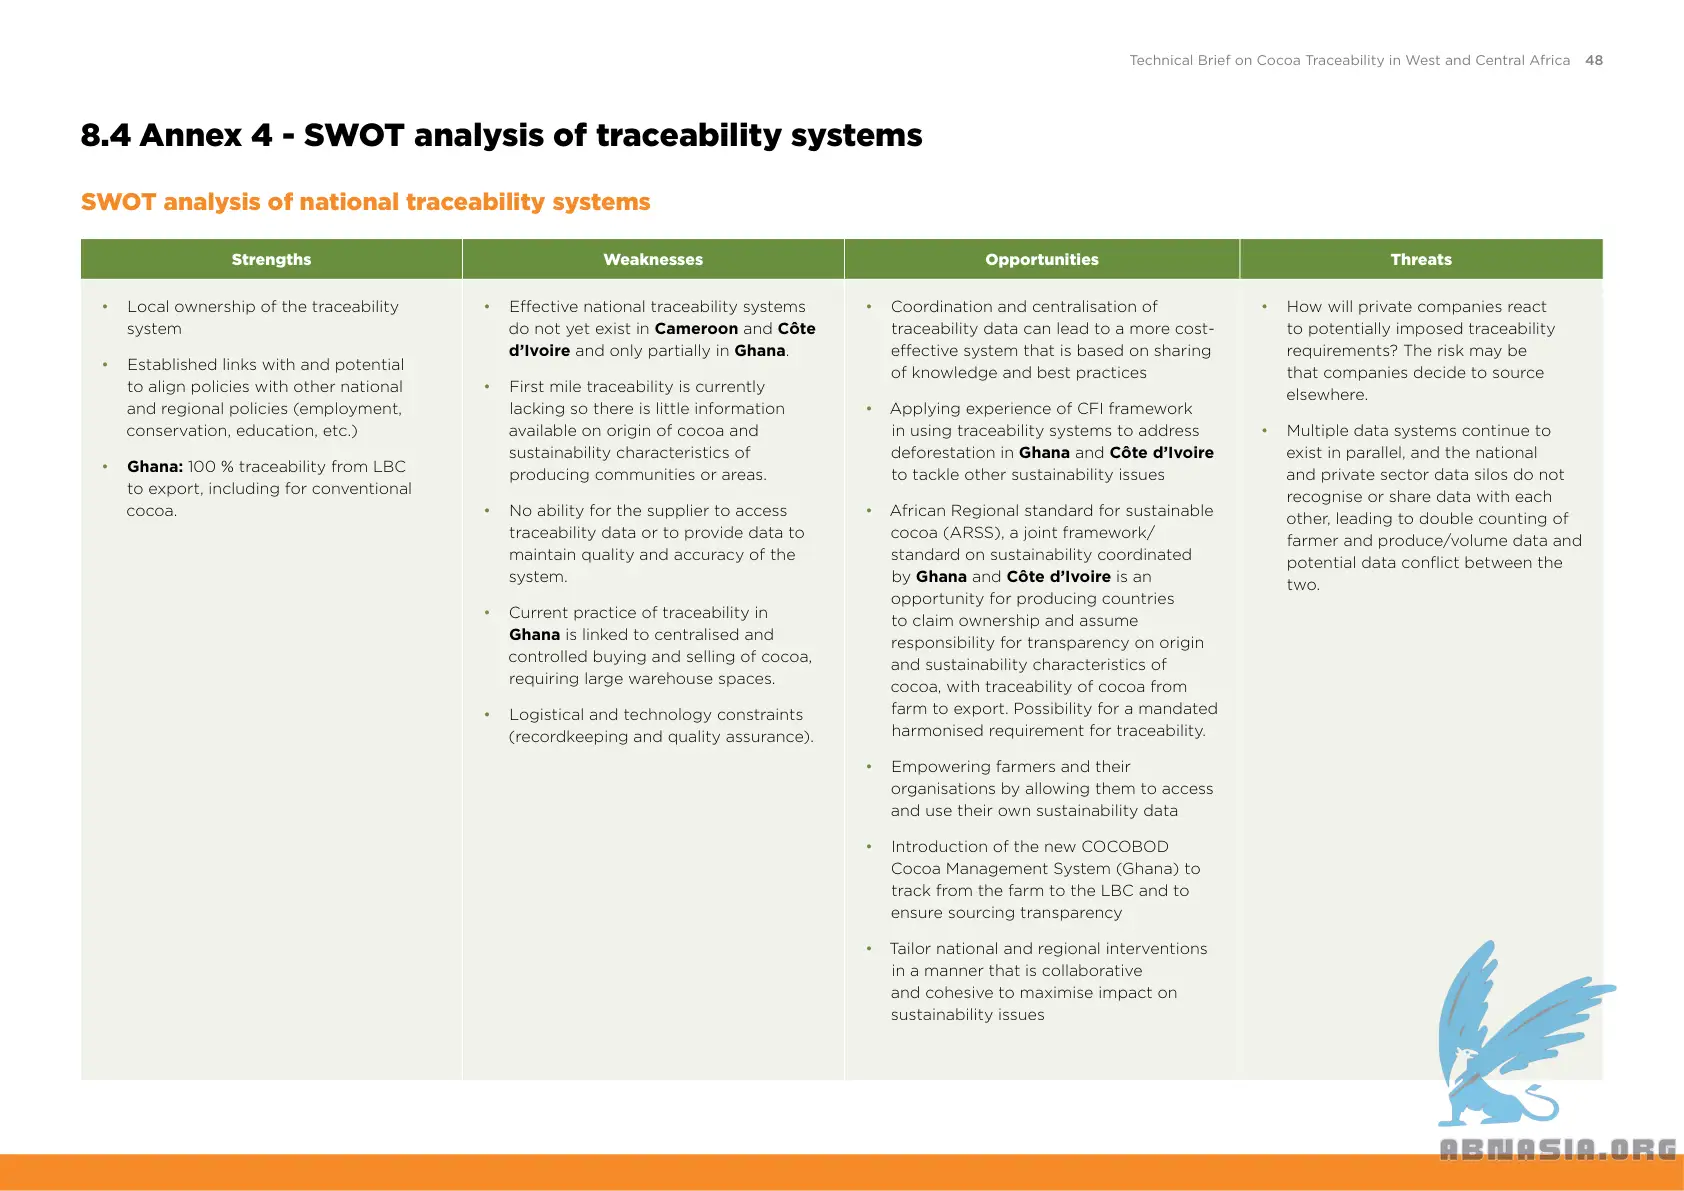 Technical Brief on Cocoa Traceability in West and Central Africa 48
8.4 Annex 4 - SWOT analysis of traceability systems
SWOT analysis of national traceability systems
Strengths
• Local ownership of the traceability
system
• Established links with and potential
to align policies with other national
and regional policies (employment,
conservation, education, etc.)
• Ghana: 100 % traceability from LBC
to export, including for conventional
cocoa.
Weaknesses
• Effective national traceability systems
do not yet exist in Cameroon and Côte
d’Ivoire and only partially in Ghana.
• First mile traceability is currently
lacking so there is little information
available on origin of cocoa and
sustainability characteristics of
producing communities or areas.
• No ability for the supplier to access
traceability data or to provide data to
maintain quality and accuracy of the
system.
• Current practice of traceability in
Ghana is linked to centralised and
controlled buying and selling of cocoa,
requiring large warehouse spaces.
• Logistical and technology constraints
(recordkeeping and quality assurance).
Opportunities
• Coordination and centralisation of
traceability data can lead to a more cost-
effective system that is based on sharing
of knowledge and best practices
• Applying experience of CFI framework
in using traceability systems to address
deforestation in Ghana and Côte d’Ivoire
to tackle other sustainability issues
• African Regional standard for sustainable
cocoa (ARSS), a joint framework/
standard on sustainability coordinated
by Ghana and Côte d’Ivoire is an
opportunity for producing countries
to claim ownership and assume
responsibility for transparency on origin
and sustainability characteristics of
cocoa, with traceability of cocoa from
farm to export. Possibility for a mandated
harmonised requirement for traceability.
• Empowering farmers and their
organisations by allowing them to access
and use their own sustainability data
• Introduction of the new COCOBOD
Cocoa Management System (Ghana) to
track from the farm to the LBC and to
ensure sourcing transparency
• Tailor national and regional interventions
in a manner that is collaborative
and cohesive to maximise impact on
sustainability issues
Threats
• How will private companies react
to potentially imposed traceability
requirements? The risk may be
that companies decide to source
elsewhere.
• Multiple data systems continue to
exist in parallel, and the national
and private sector data silos do not
recognise or share data with each
other, leading to double counting of
farmer and produce/volume data and
potential data conflict between the
two.
ABNASIA.ORG